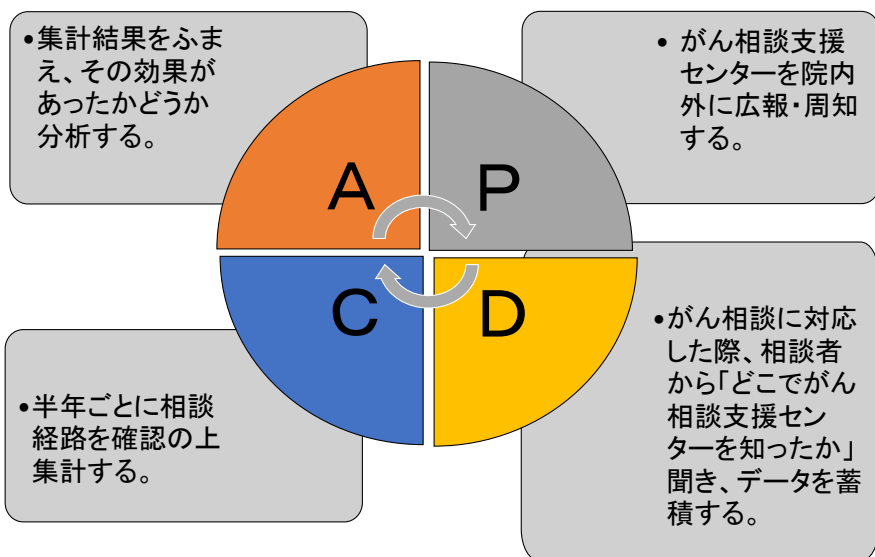 •集計結果をふま
え、その効果が
あったかどうか
分析する。
• がん相談支援
センターを院内
外に広報・周知
する。
A
P
C
D
•半年ごとに相談
経路を確認の上
集計する。
•がん相談に対応
した際、相談者
から「どこでがん
相談支援セン
ターを知ったか」
聞き、データを蓄
積する。